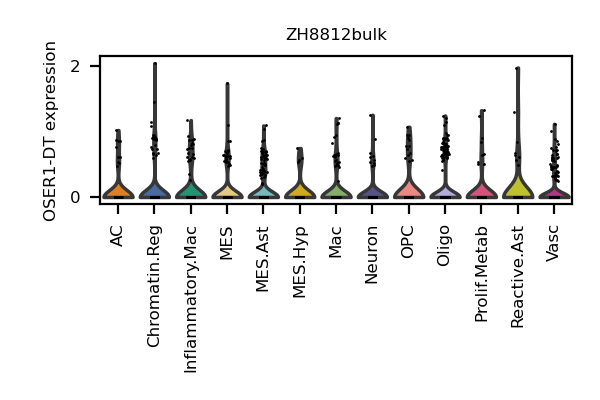 ZH8812bulk
OSER1-DT expression
2
0
AC
Chromatin.Reg
Inflammatory.Mac
MES
MES.Ast
MES.Hyp
Mac
Neuron
OPC
Oligo
Prolif.Metab
Reactive.Ast
Vasc